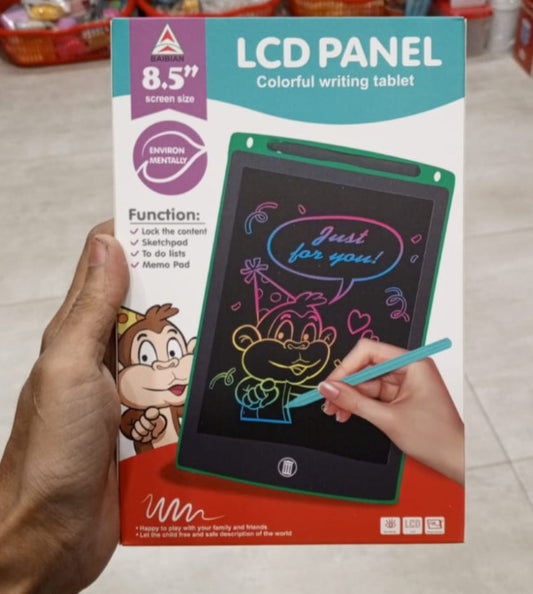 BAIBIAN
8.5”
screen size
LCD PANEL
Colorful writing tablet
ENVIRON
MENTALLY
Function:
Lock the content
Sketchpad
To do lists
Memo Pad
Just
for you!
• Happy to play with your family and friends
• Let the child free and safe description of the world
LCD